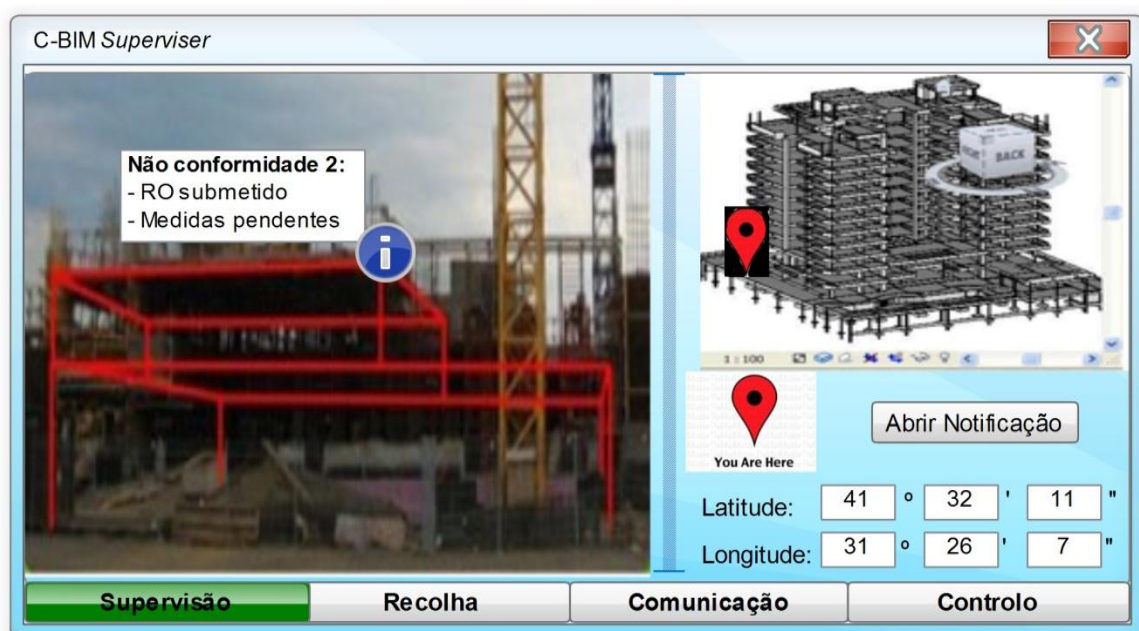 C-BIM Superviser
Não conformidade 2:
- RO submetido
- Medidas pendentes
BACK
1 : 100
You Are Here
Abrir Notificação
Latitude: 41 º 32 ' 11 "
Longitude: 31 º 26 ' 7 "
Supervisão Recolha Comunicação Controlo